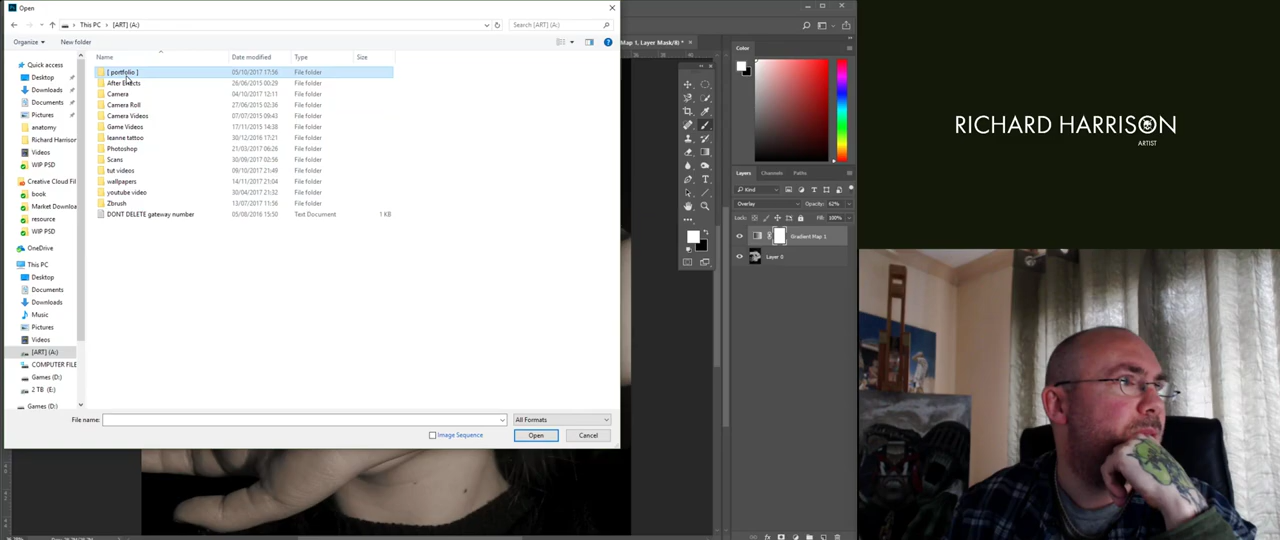 Open
This PC > [ART] (A:)
Search [ART] (A:)
Organize
New folder
Name
Date modified
Type
Size
Quick access
Desktop
Downloads
Documents
Pictures
anatomy
Richard Harrison
Videos
WIP PSD
Creative Cloud Fil
book
Market Downloa
resource
WIP PSD
OneDrive
This PC
Desktop
Documents
Downloads
Music
Pictures
Videos
[ART] (A:)
COMPUTER FILE
Games (D:)
2 TB (E:)
Games (D:)
[ portfolio ] 05/10/2017 17:56 File folder
After Effects 26/06/2015 00:29 File folder
Camera 04/10/2017 12:11 File folder
Camera Roll 27/06/2015 02:36 File folder
Camera Videos 07/07/2015 09:43 File folder
Game Videos 17/11/2015 14:38 File folder
leanne tattoo 30/12/2016 17:21 File folder
Photoshop 21/03/2017 06:26 File folder
Scans 30/09/2016 02:56 File folder
tut videos 09/10/2017 21:49 File folder
wallpapers 14/11/2017 21:04 File folder
youtube video 30/04/2017 21:32 File folder
Zbrush 13/07/2017 11:56 File folder
DONT DELETE gateway number 05/08/2016 15:50 Text Document 1 KB
File name:
All Formats
Image Sequence
Open
Cancel
Map 1, Layer Mask/8) *
Color
Layers
Channels
Paths
Kind
Overlay
Opacity: 62%
Lock:
Fill: 100%
Gradient Map 1
Layer 0
RICHARD HARRISON
ARTIST